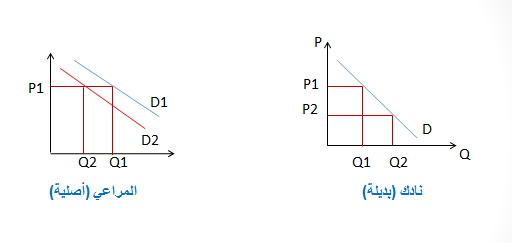 P1
D1
D2
Q2 Q1
المراعي (أصلية)
P
P1
P2
D
Q1 Q2 Q
نادك (بديلة)